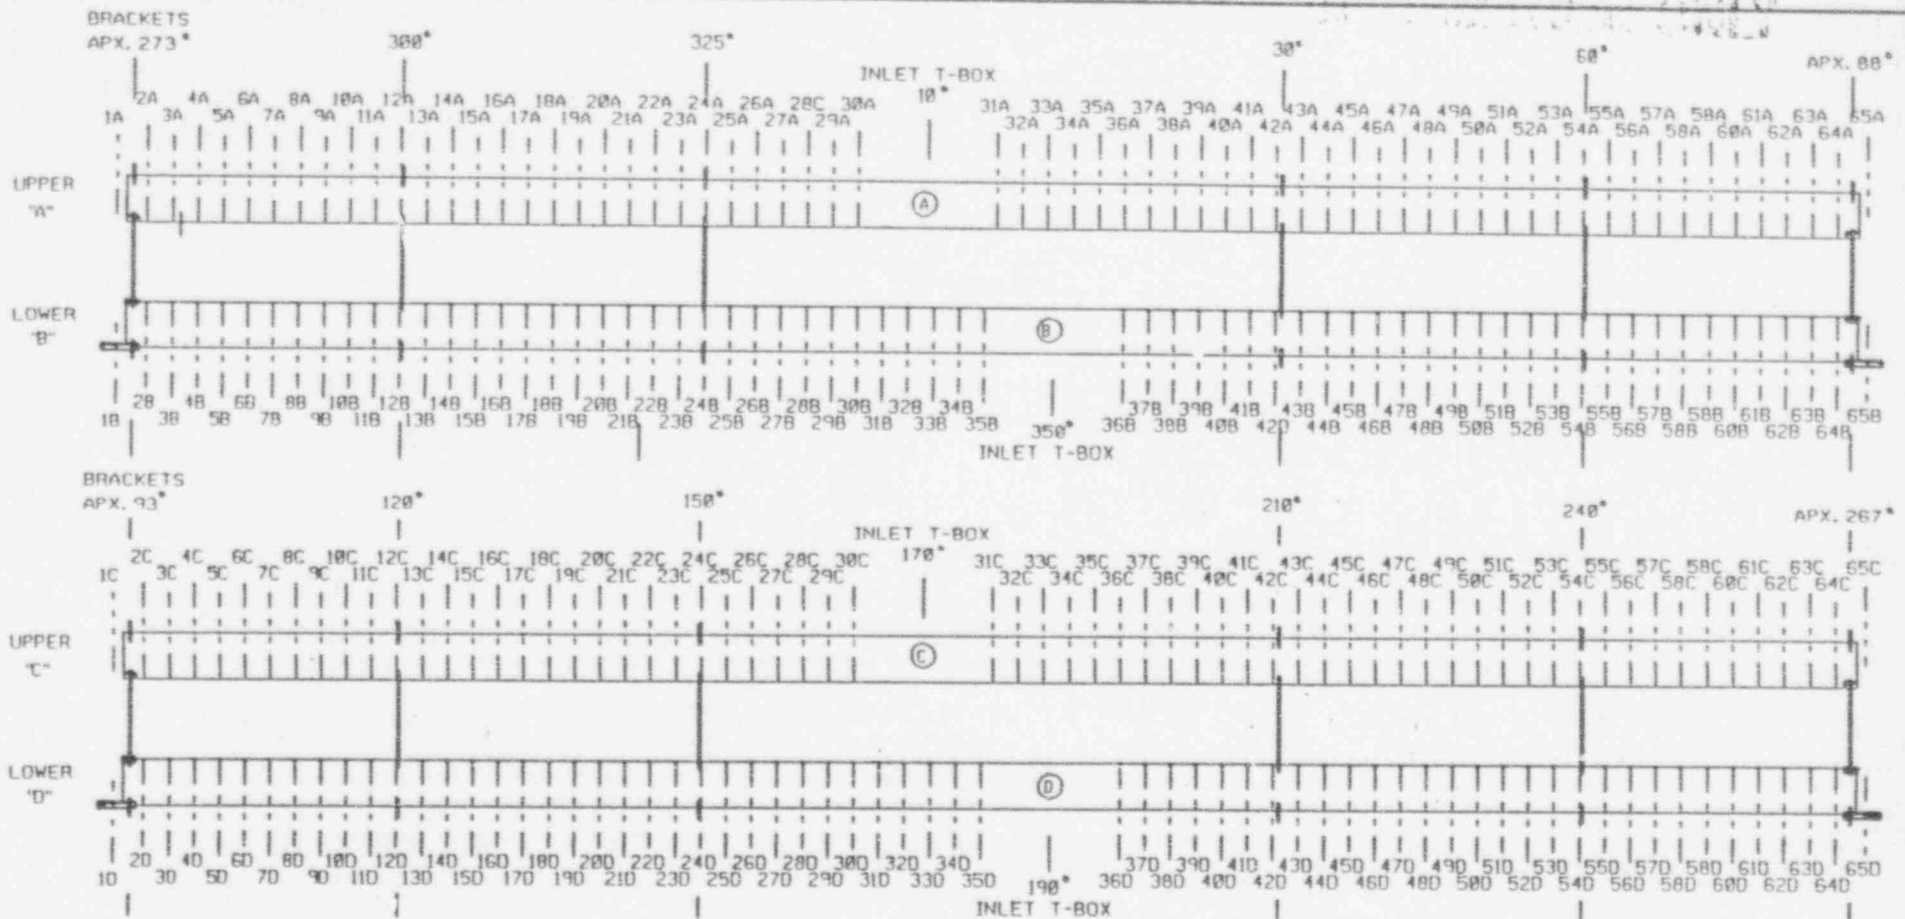 BRACKETS
APX. 273° 300° 325° 30° 60° APX. 88°
INLET T-BOX
10°
2A 4A 6A 8A 10A 12A 14A 16A 18A 20A 22A 24A 26A 28C 30A 31A 33A 35A 37A 39A 41A 43A 45A 47A 49A 51A 53A 55A 57A 58A 61A 63A 65A
1A 3A 5A 7A 9A 11A 13A 15A 17A 19A 21A 23A 25A 27A 29A 32A 34A 36A 38A 40A 42A 44A 46A 48A 50A 52A 54A 56A 58A 60A 62A 64A
UPPER
"A"
A
LOWER
"B"
B
2B 4B 6B 8B 10B 12B 14B 16B 18B 20B 22B 24B 26B 28B 30B 32B 34B 37B 39B 41B 43B 45B 47B 49B 51B 53B 55B 57B 58B 61B 63B 65B
1B 3B 5B 7B 9B 11B 13B 15B 17B 19B 21B 23B 25B 27B 29B 31B 33B 35B 350° 36B 38B 40B 42D 44B 46B 48B 50B 52B 54B 56B 58B 60B 62B 64B
INLET T-BOX
BRACKETS
APX. 93° 120° 150° 210° 240° APX. 267°
INLET T-BOX
170°
2C 4C 6C 8C 10C 12C 14C 16C 18C 20C 22C 24C 26C 28C 30C 31C 33C 35C 37C 39C 41C 43C 45C 47C 49C 51C 53C 55C 57C 58C 61C 63C 65C
1C 3C 5C 7C 9C 11C 13C 15C 17C 19C 21C 23C 25C 27C 29C 32C 34C 36C 38C 40C 42C 44C 46C 48C 50C 52C 54C 56C 58C 60C 62C 64C
UPPER
"C"
C
LOWER
"D"
D
2D 4D 6D 8D 10D 12D 14D 16D 18D 20D 22D 24D 26D 28D 30D 32D 34D 37D 39D 41D 43D 45D 47D 49D 51D 53D 55D 57D 58D 61D 63D 65D
1D 3D 5D 7D 9D 11D 13D 15D 17D 19D 21D 23D 25D 27D 29D 31D 33D 35D 190° 36D 38D 40D 42D 44D 46D 48D 50D 52D 54D 56D 58D 60D 62D 64D
INLET T-BOX